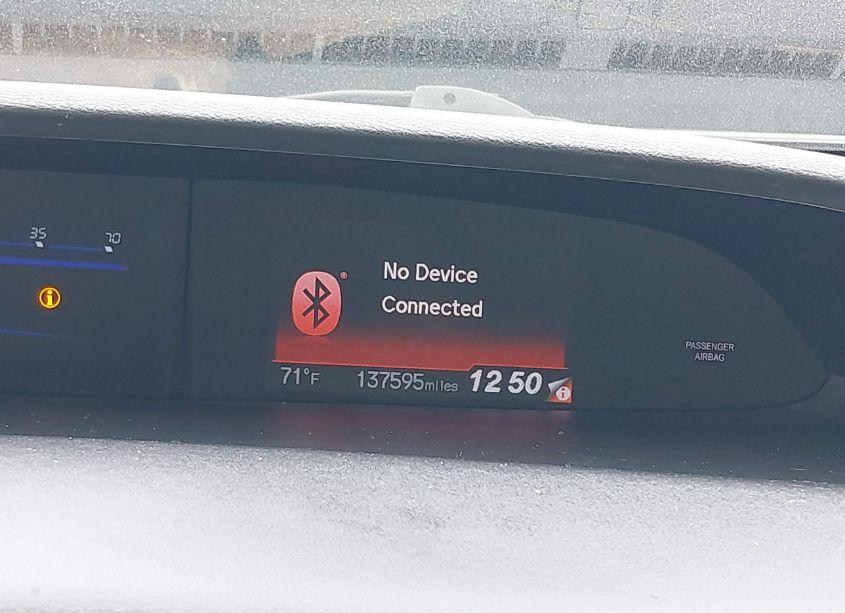 35 70
No Device
Connected
PASSENGER
AIRBAG
71°F 137595miles 12 50